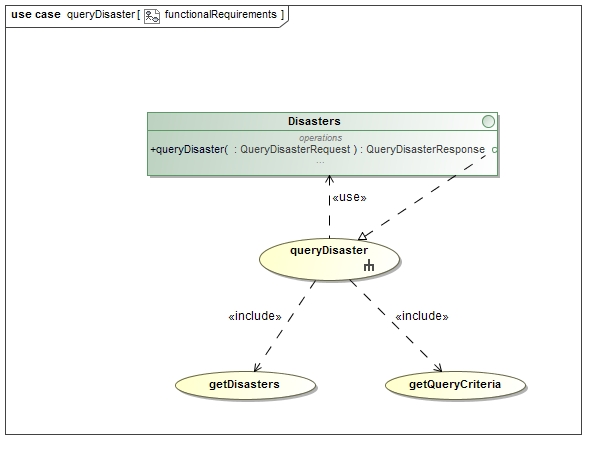 use case queryDisaster [ functionalRequirements ]
Disasters
operations
+queryDisaster( : QueryDisasterRequest ) : QueryDisasterResponse
...
«use»
queryDisaster
«include» «include»
getDisasters getQueryCriteria